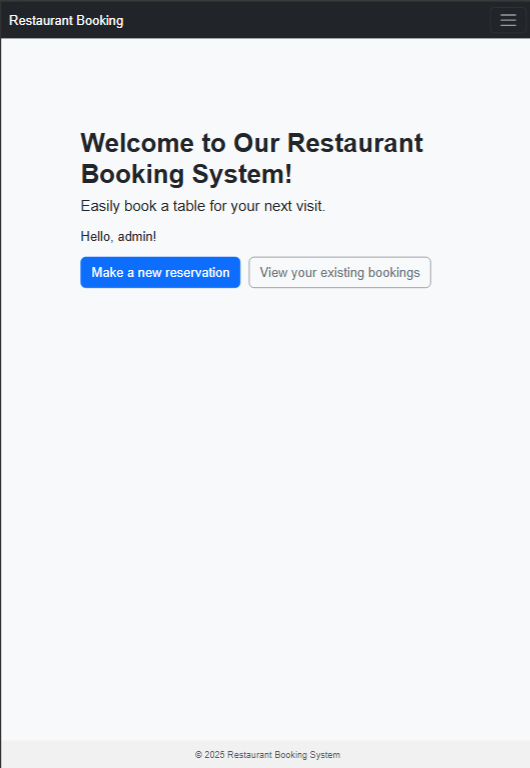 Restaurant Booking
Welcome to Our Restaurant
Booking System!
Easily book a table for your next visit.
Hello, admin!
Make a new reservation
View your existing bookings
© 2025 Restaurant Booking System